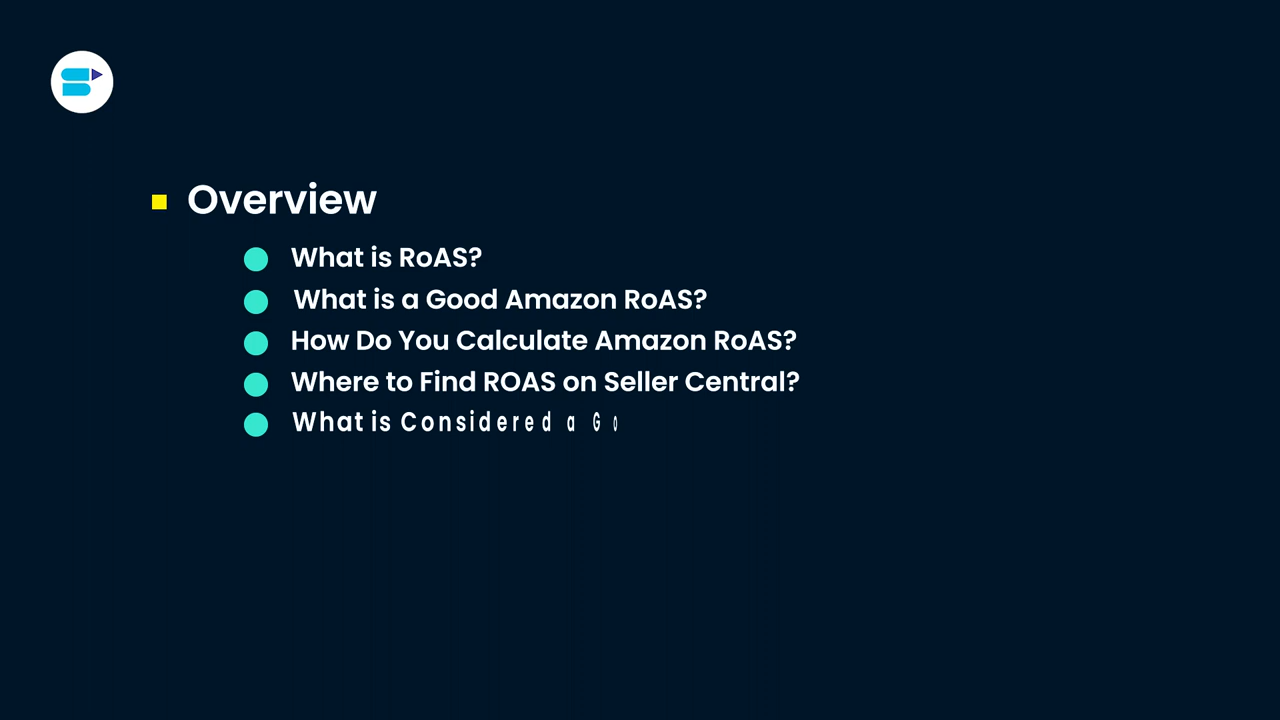 Overview
What is RoAS?
What is a Good Amazon RoAS?
How Do You Calculate Amazon RoAS?
Where to Find ROAS on Seller Central?
What is Considered a Go